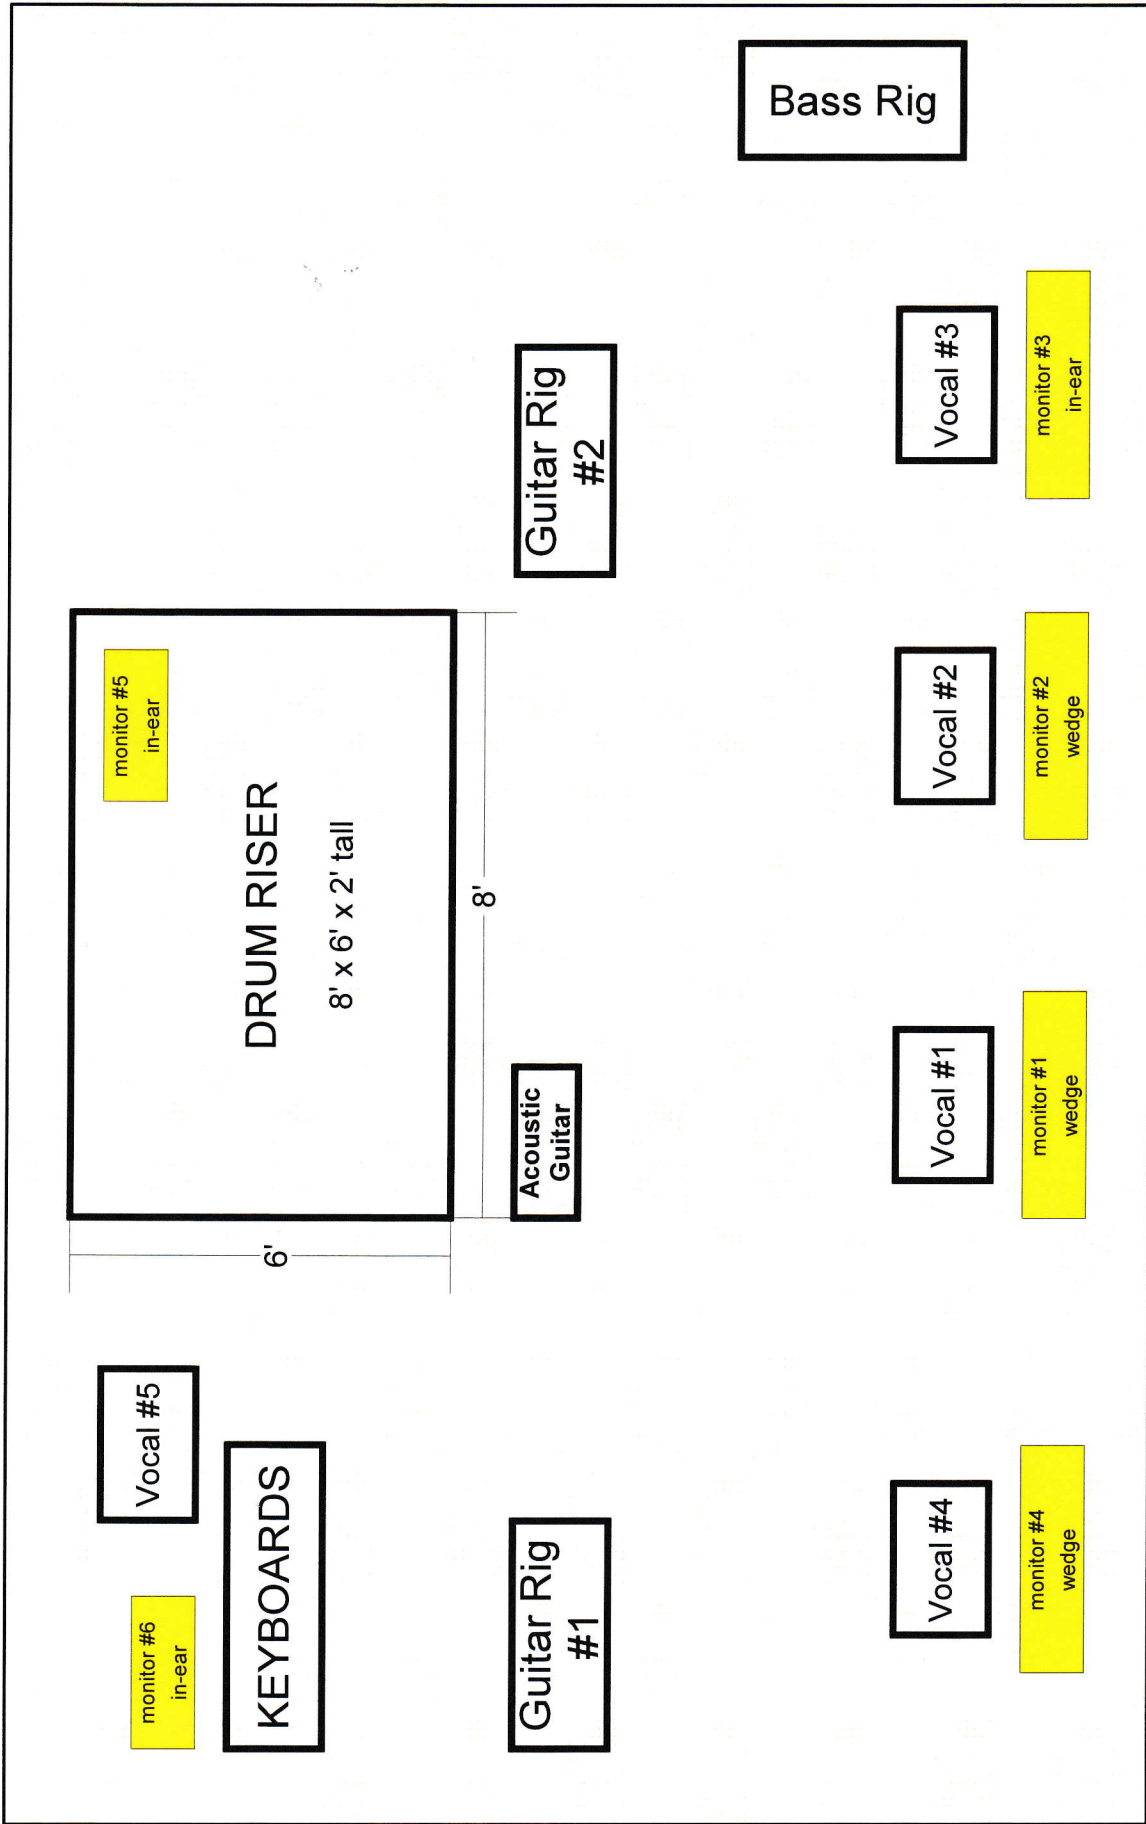 monitor #6
in-ear
Vocal #5
monitor #5
in-ear
KEYBOARDS
DRUM RISER
6'
8' x 6' x 2' tall
8'
Guitar Rig
#1
Acoustic
Guitar
Guitar Rig
#2
Bass Rig
Vocal #4
Vocal #1
Vocal #2
Vocal #3
monitor #4
wedge
monitor #1
wedge
monitor #2
wedge
monitor #3
in-ear